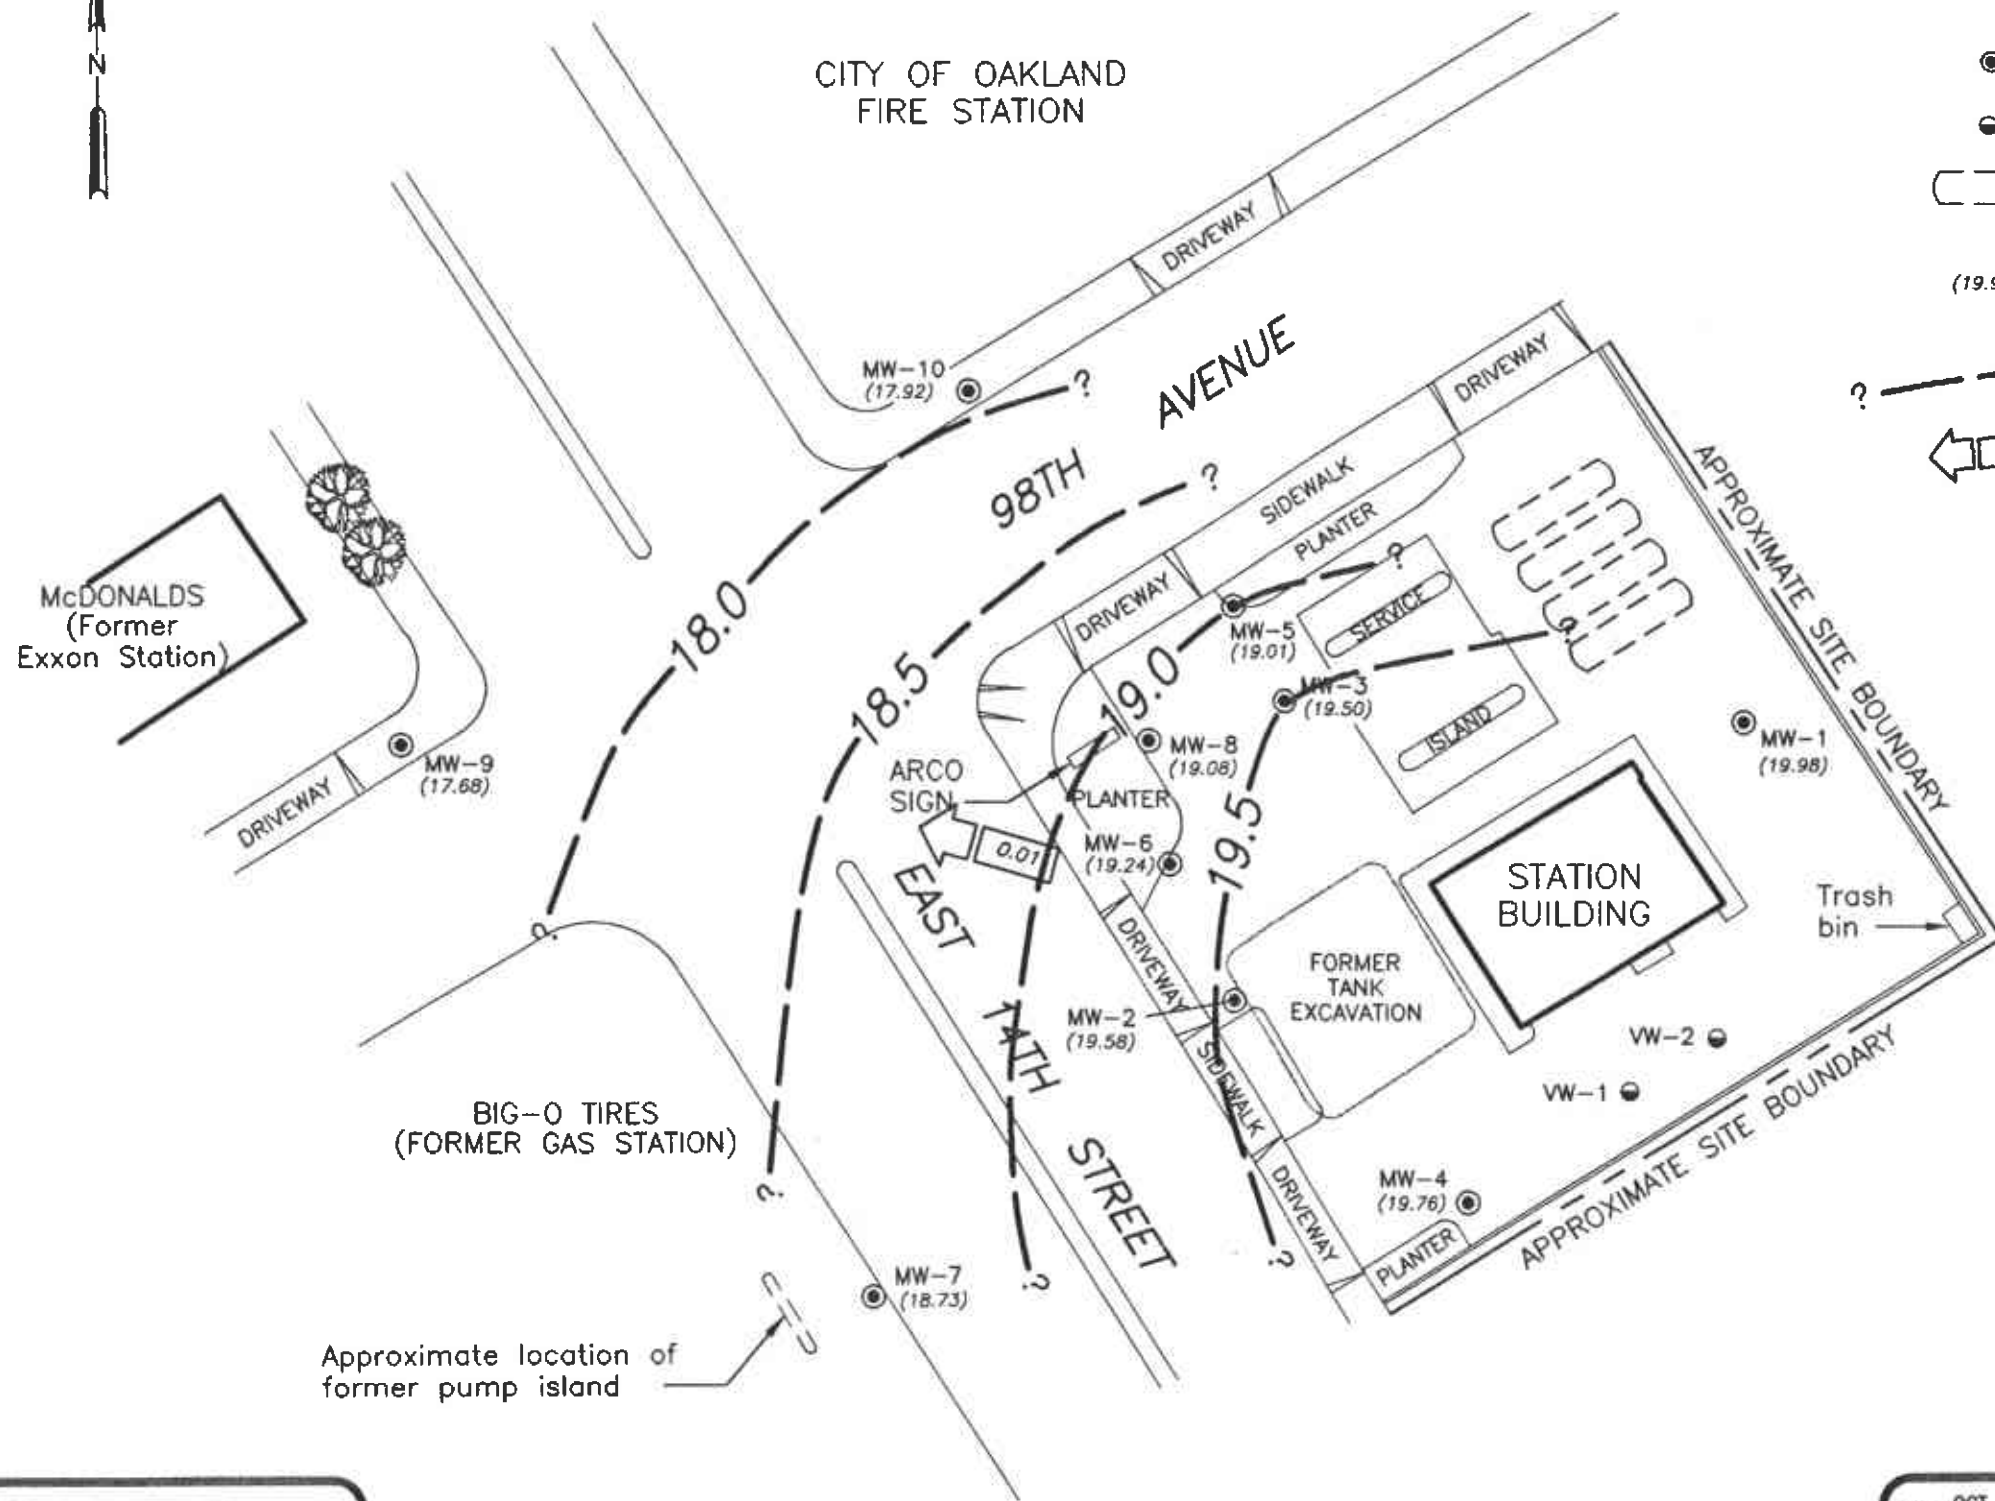 N
CITY OF OAKLAND
FIRE STATION
DRIVEWAY
(19.9
MW-10
(17.92)
?
98TH AVENUE
?
?
DRIVEWAY
SIDEWALK
PLANTER
APPROXIMATE SITE BOUNDARY
McDONALDS
(Former
Exxon Station)
18.0
18.5
19.0
19.5
DRIVEWAY
?
SERVICE
ISLAND
?
MW-5
(19.01)
MW-3
(19.50)
MW-8
(19.08)
MW-1
(19.98)
MW-9
(17.68)
DRIVEWAY
ARCO
SIGN
PLANTER
0.01
MW-6
(19.24)
STATION
BUILDING
Trash
bin
?
EAST 14TH STREET
DRIVEWAY
FORMER
TANK
EXCAVATION
MW-2
(19.58)
SIDEWALK
VW-2
VW-1
BIG-O TIRES
(FORMER GAS STATION)
?
DRIVEWAY
MW-4
(19.76)
APPROXIMATE SITE BOUNDARY
PLANTER
?
?
MW-7
(18.73)
Approximate location of
former pump island